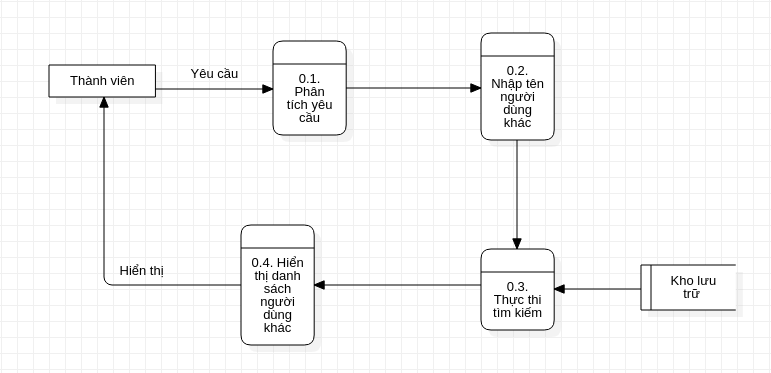 Thành viên
Yêu cầu
0.1.
Phân
tích yêu
cầu
0.2.
Nhập tên
người
dùng
khác
Hiển thị
0.4. Hiển
thị danh
sách
người
dùng
khác
0.3.
Thực thi
tìm kiếm
Kho lưu
trữ